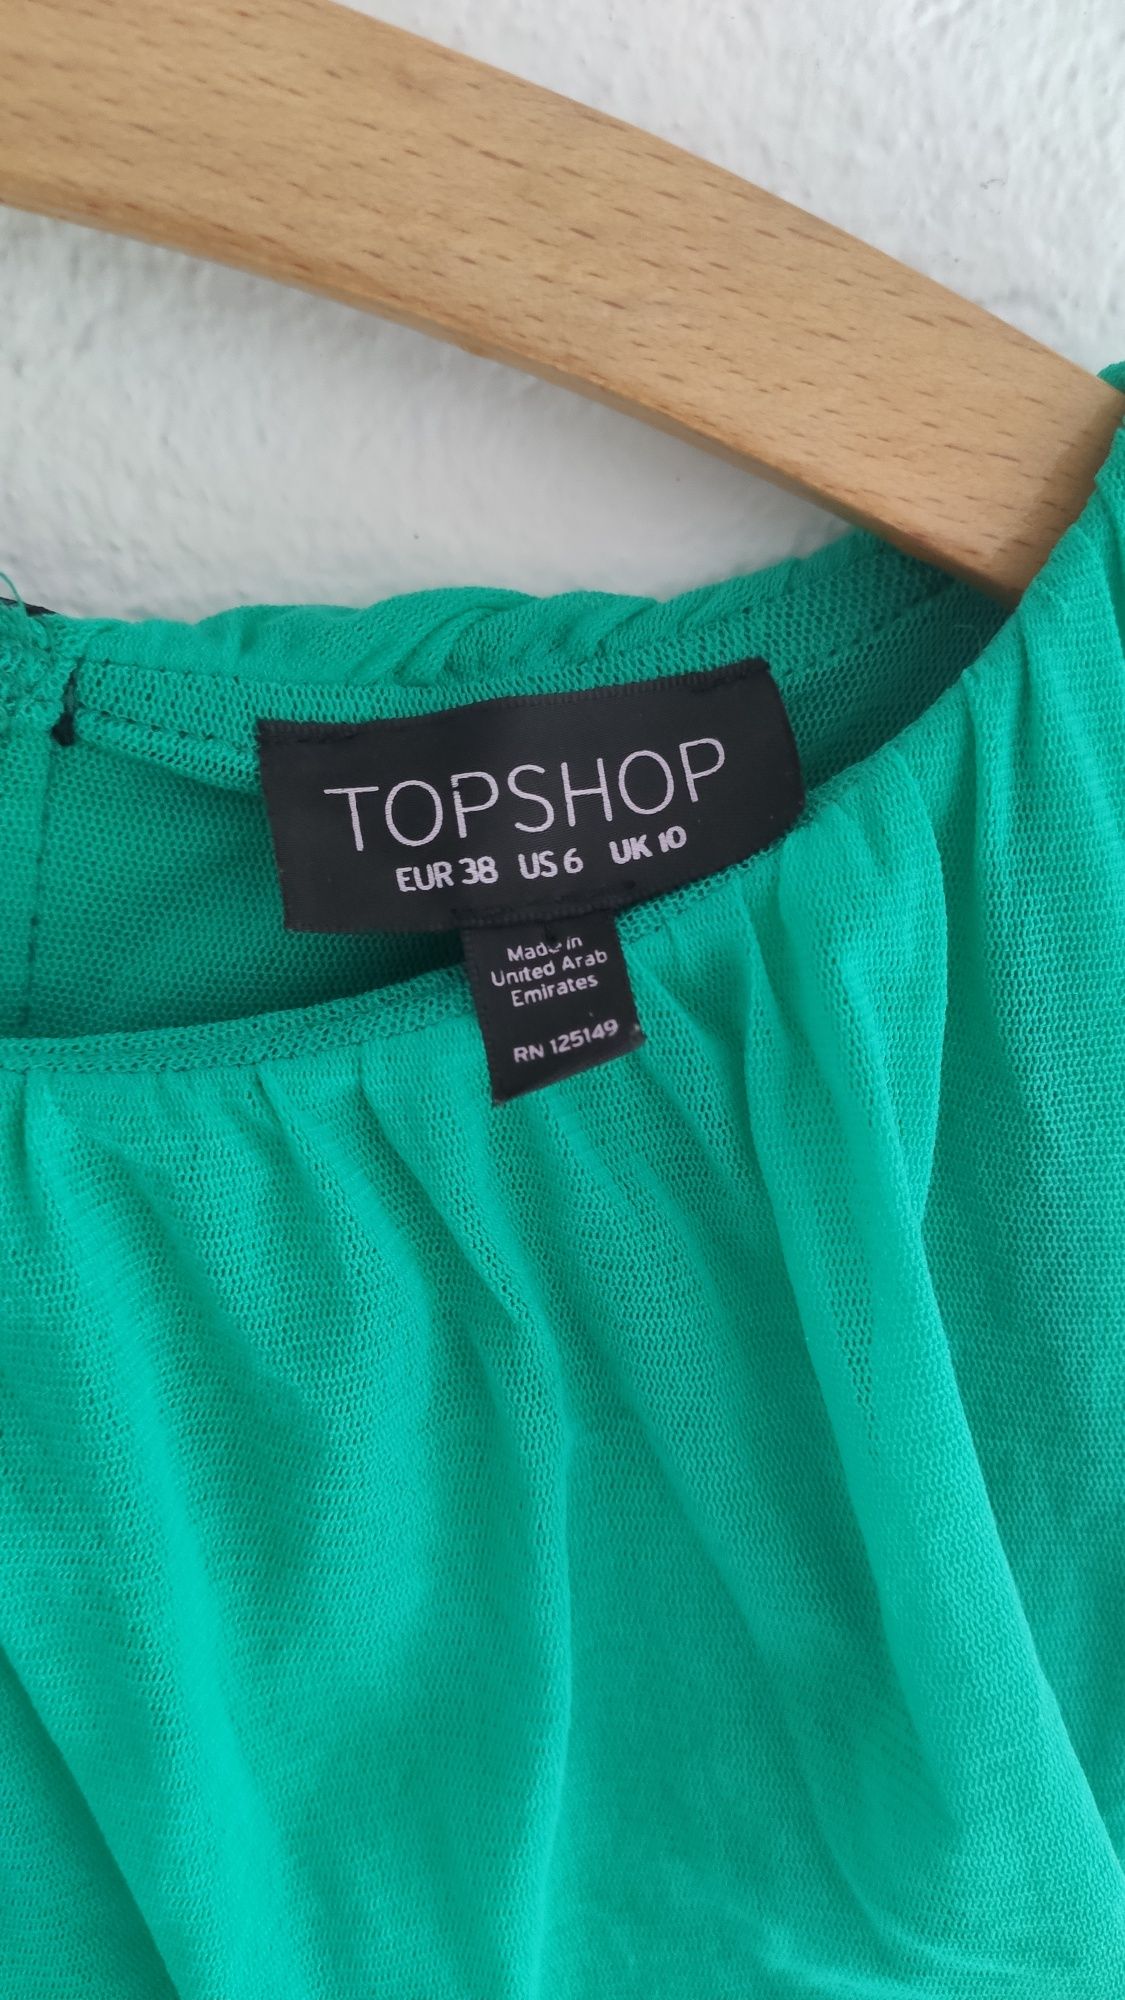 TOPSHOP
EUR 38 US 6 UK 10
Made in
United Arab
Emirates
RN 125149